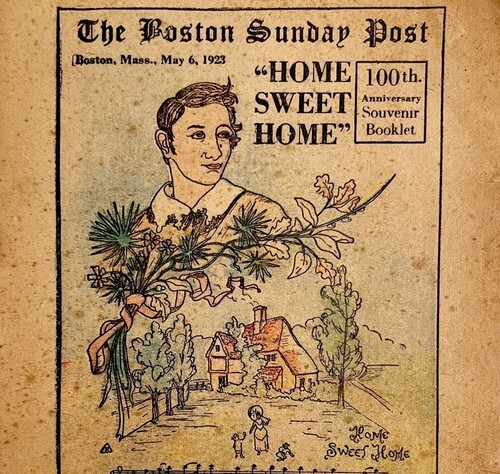 The Boston Sunday Post
Boston, Mass., May 6, 1923
"HOME
SWEET
HOME"
100th.
Anniversary
Souvenir
Booklet
Home
Sweet Home